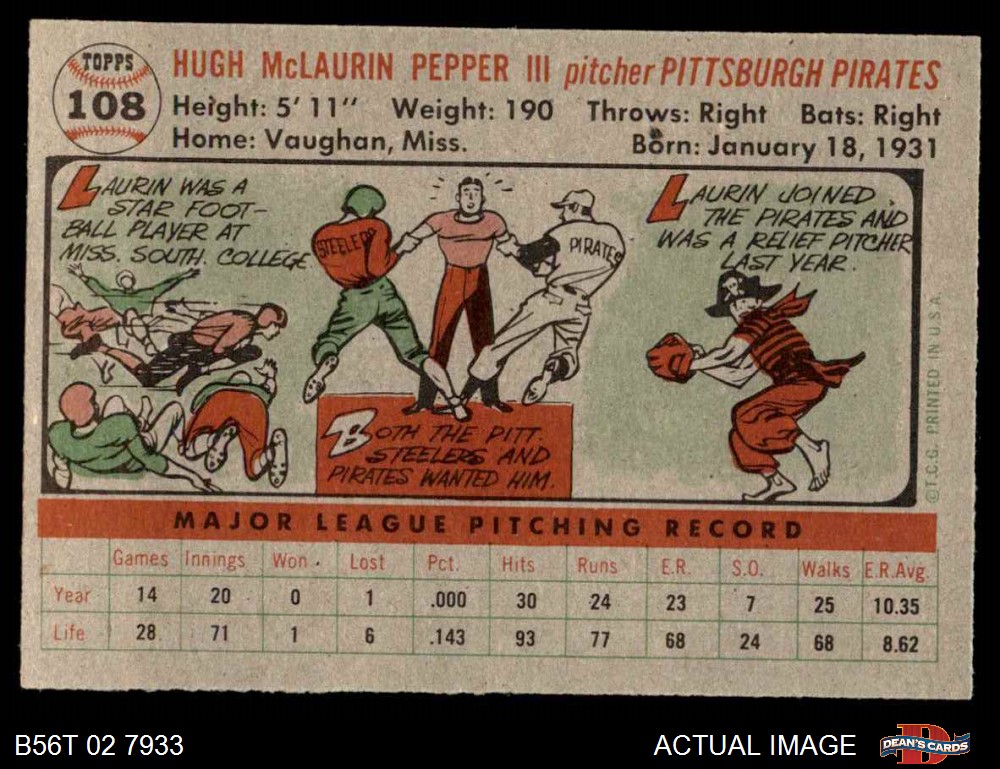 TOPPS
108
HUGH McLAURIN PEPPER III pitcher PITTSBURGH PIRATES
Height: 5' 11" Weight: 190 Throws: Right Bats: Right
Home: Vaughan, Miss. Born: January 18, 1931
LAURIN WAS A
STAR FOOT-
BALL PLAYER AT
MISS. SOUTH. COLLEGE.
STEELERS
PIRATES
BOTH THE PITT.
STEELERS AND
PIRATES WANTED HIM.
LAURIN JOINED
THE PIRATES AND
WAS A RELIEF PITCHER
LAST YEAR.
©T.C.G. PRINTED IN U.S.A.
MAJOR LEAGUE PITCHING RECORD
Games Innings Won Lost Pct. Hits Runs E.R. S.O. Walks E.R.Avg.
Year 14 20 0 1 .000 30 24 23 7 25 10.35
Life 28 71 1 6 .143 93 77 68 24 68 8.62
B56T 02 7933
ACTUAL IMAGE
DEAN'S CARDS